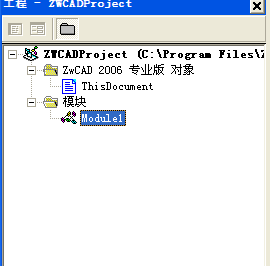 工程 - ZWCADProject
ZWCADProject (C:\Program Files\Z
ZwCAD 2006 专业版 对象
ThisDocument
模块
Module1